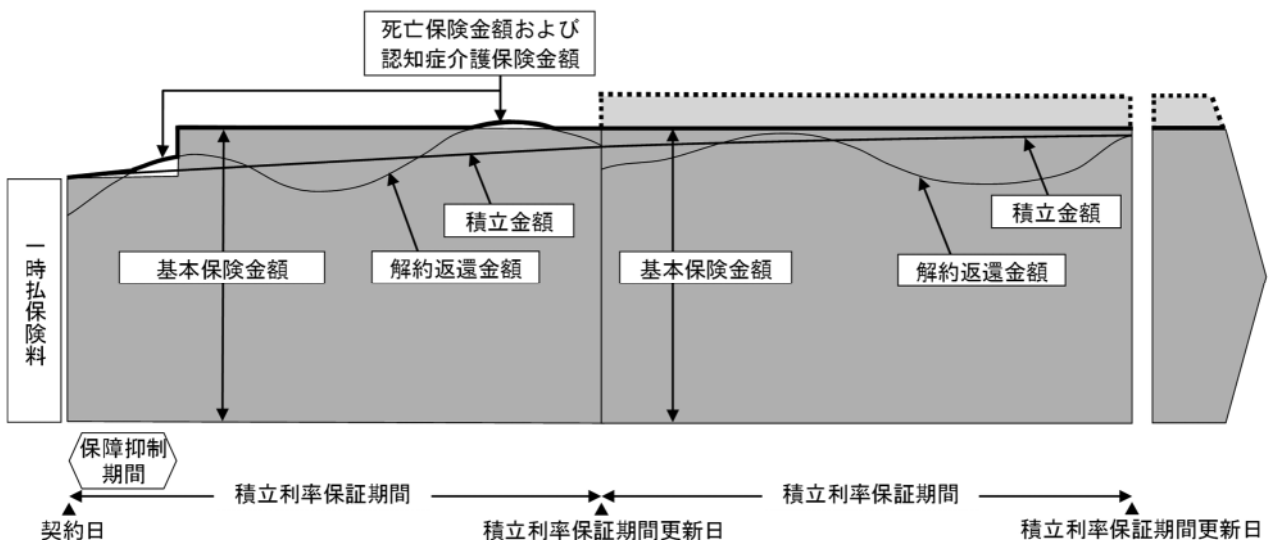 死亡保険金額および
認知症介護保険金額
積立金額
積立金額
基本保険金額
解約返還金額
基本保険金額
解約返還金額
一時払保険料
保障抑制
期間
積立利率保証期間
積立利率保証期間
契約日
積立利率保証期間更新日
積立利率保証期間更新日